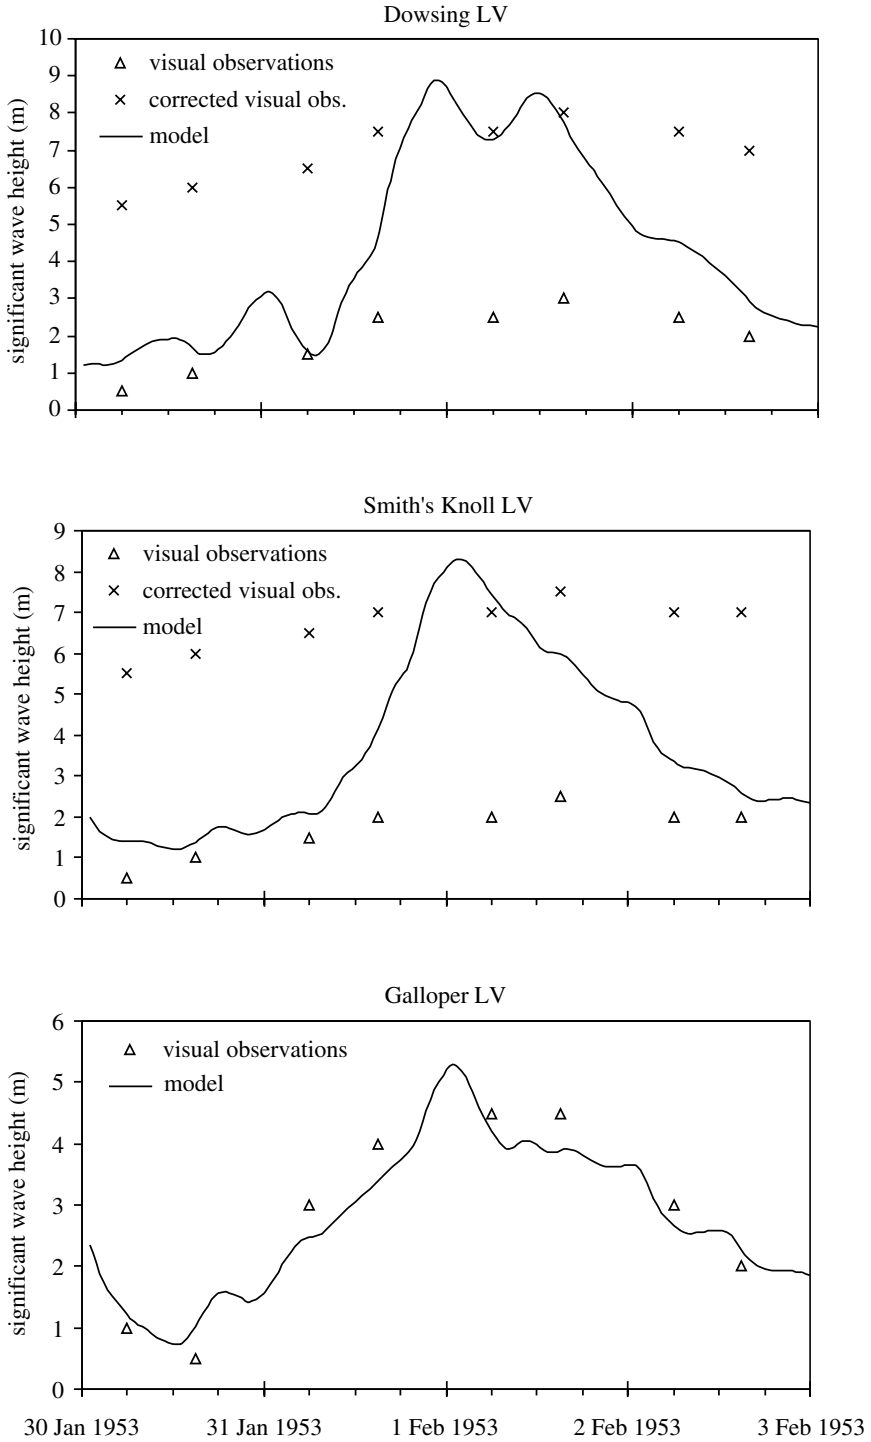 Dowsing LV
significant wave height (m)
10
9
8
7
6
5
4
3
2
1
0
visual observations
corrected visual obs.
model
Smith's Knoll LV
significant wave height (m)
9
8
7
6
5
4
3
2
1
0
visual observations
corrected visual obs.
model
Galloper LV
significant wave height (m)
6
5
4
3
2
1
0
visual observations
model
30 Jan 1953 31 Jan 1953 1 Feb 1953 2 Feb 1953 3 Feb 1953